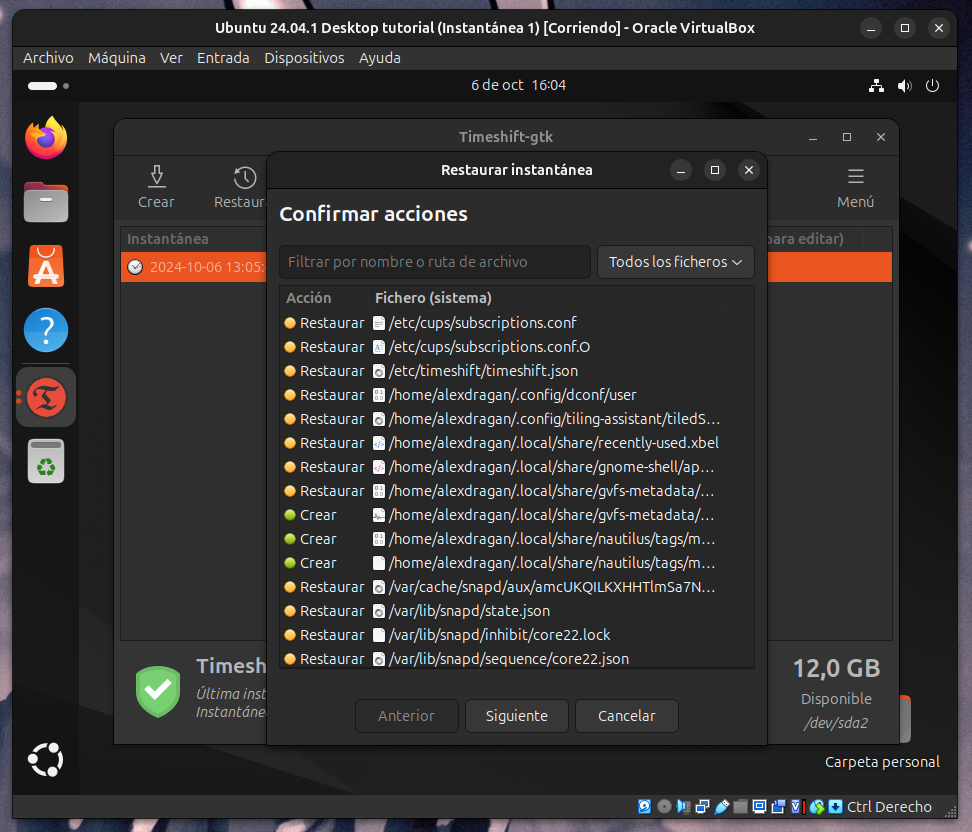 Ubuntu 24.04.1 Desktop tutorial (Instantánea 1) [Corriendo] - Oracle VirtualBox
Archivo Máquina Ver Entrada Dispositivos Ayuda
6 de oct 16:04
Timeshift-gtk
Restaurar instantánea
Crear Restaur Menú
Confirmar acciones
Instantánea para editar)
Filtrar por nombre o ruta de archivo Todos los ficheros
2024-10-06 13:05:
Acción Fichero (sistema)
Restaurar /etc/cups/subscriptions.conf
Restaurar /etc/cups/subscriptions.conf.O
Restaurar /etc/timeshift/timeshift.json
Restaurar /home/alexdragan/.config/dconf/user
Restaurar /home/alexdragan/.config/tiling-assistant/tiledS…
Restaurar /home/alexdragan/.local/share/recently-used.xbel
Restaurar /home/alexdragan/.local/share/gnome-shell/ap…
Restaurar /home/alexdragan/.local/share/gvfs-metadata/…
Crear /home/alexdragan/.local/share/gvfs-metadata/…
Crear /home/alexdragan/.local/share/nautilus/tags/m…
Crear /home/alexdragan/.local/share/nautilus/tags/m…
Restaurar /var/cache/snapd/aux/amcUKQILKXHHTlmSa7N…
Restaurar /var/lib/snapd/state.json
Restaurar /var/lib/snapd/inhibit/core22.lock
Restaurar /var/lib/snapd/sequence/core22.json
Timesh 12,0 GB
Última inst Disponible
Instantáne /dev/sda2
Anterior Siguiente Cancelar
Carpeta personal
Ctrl Derecho